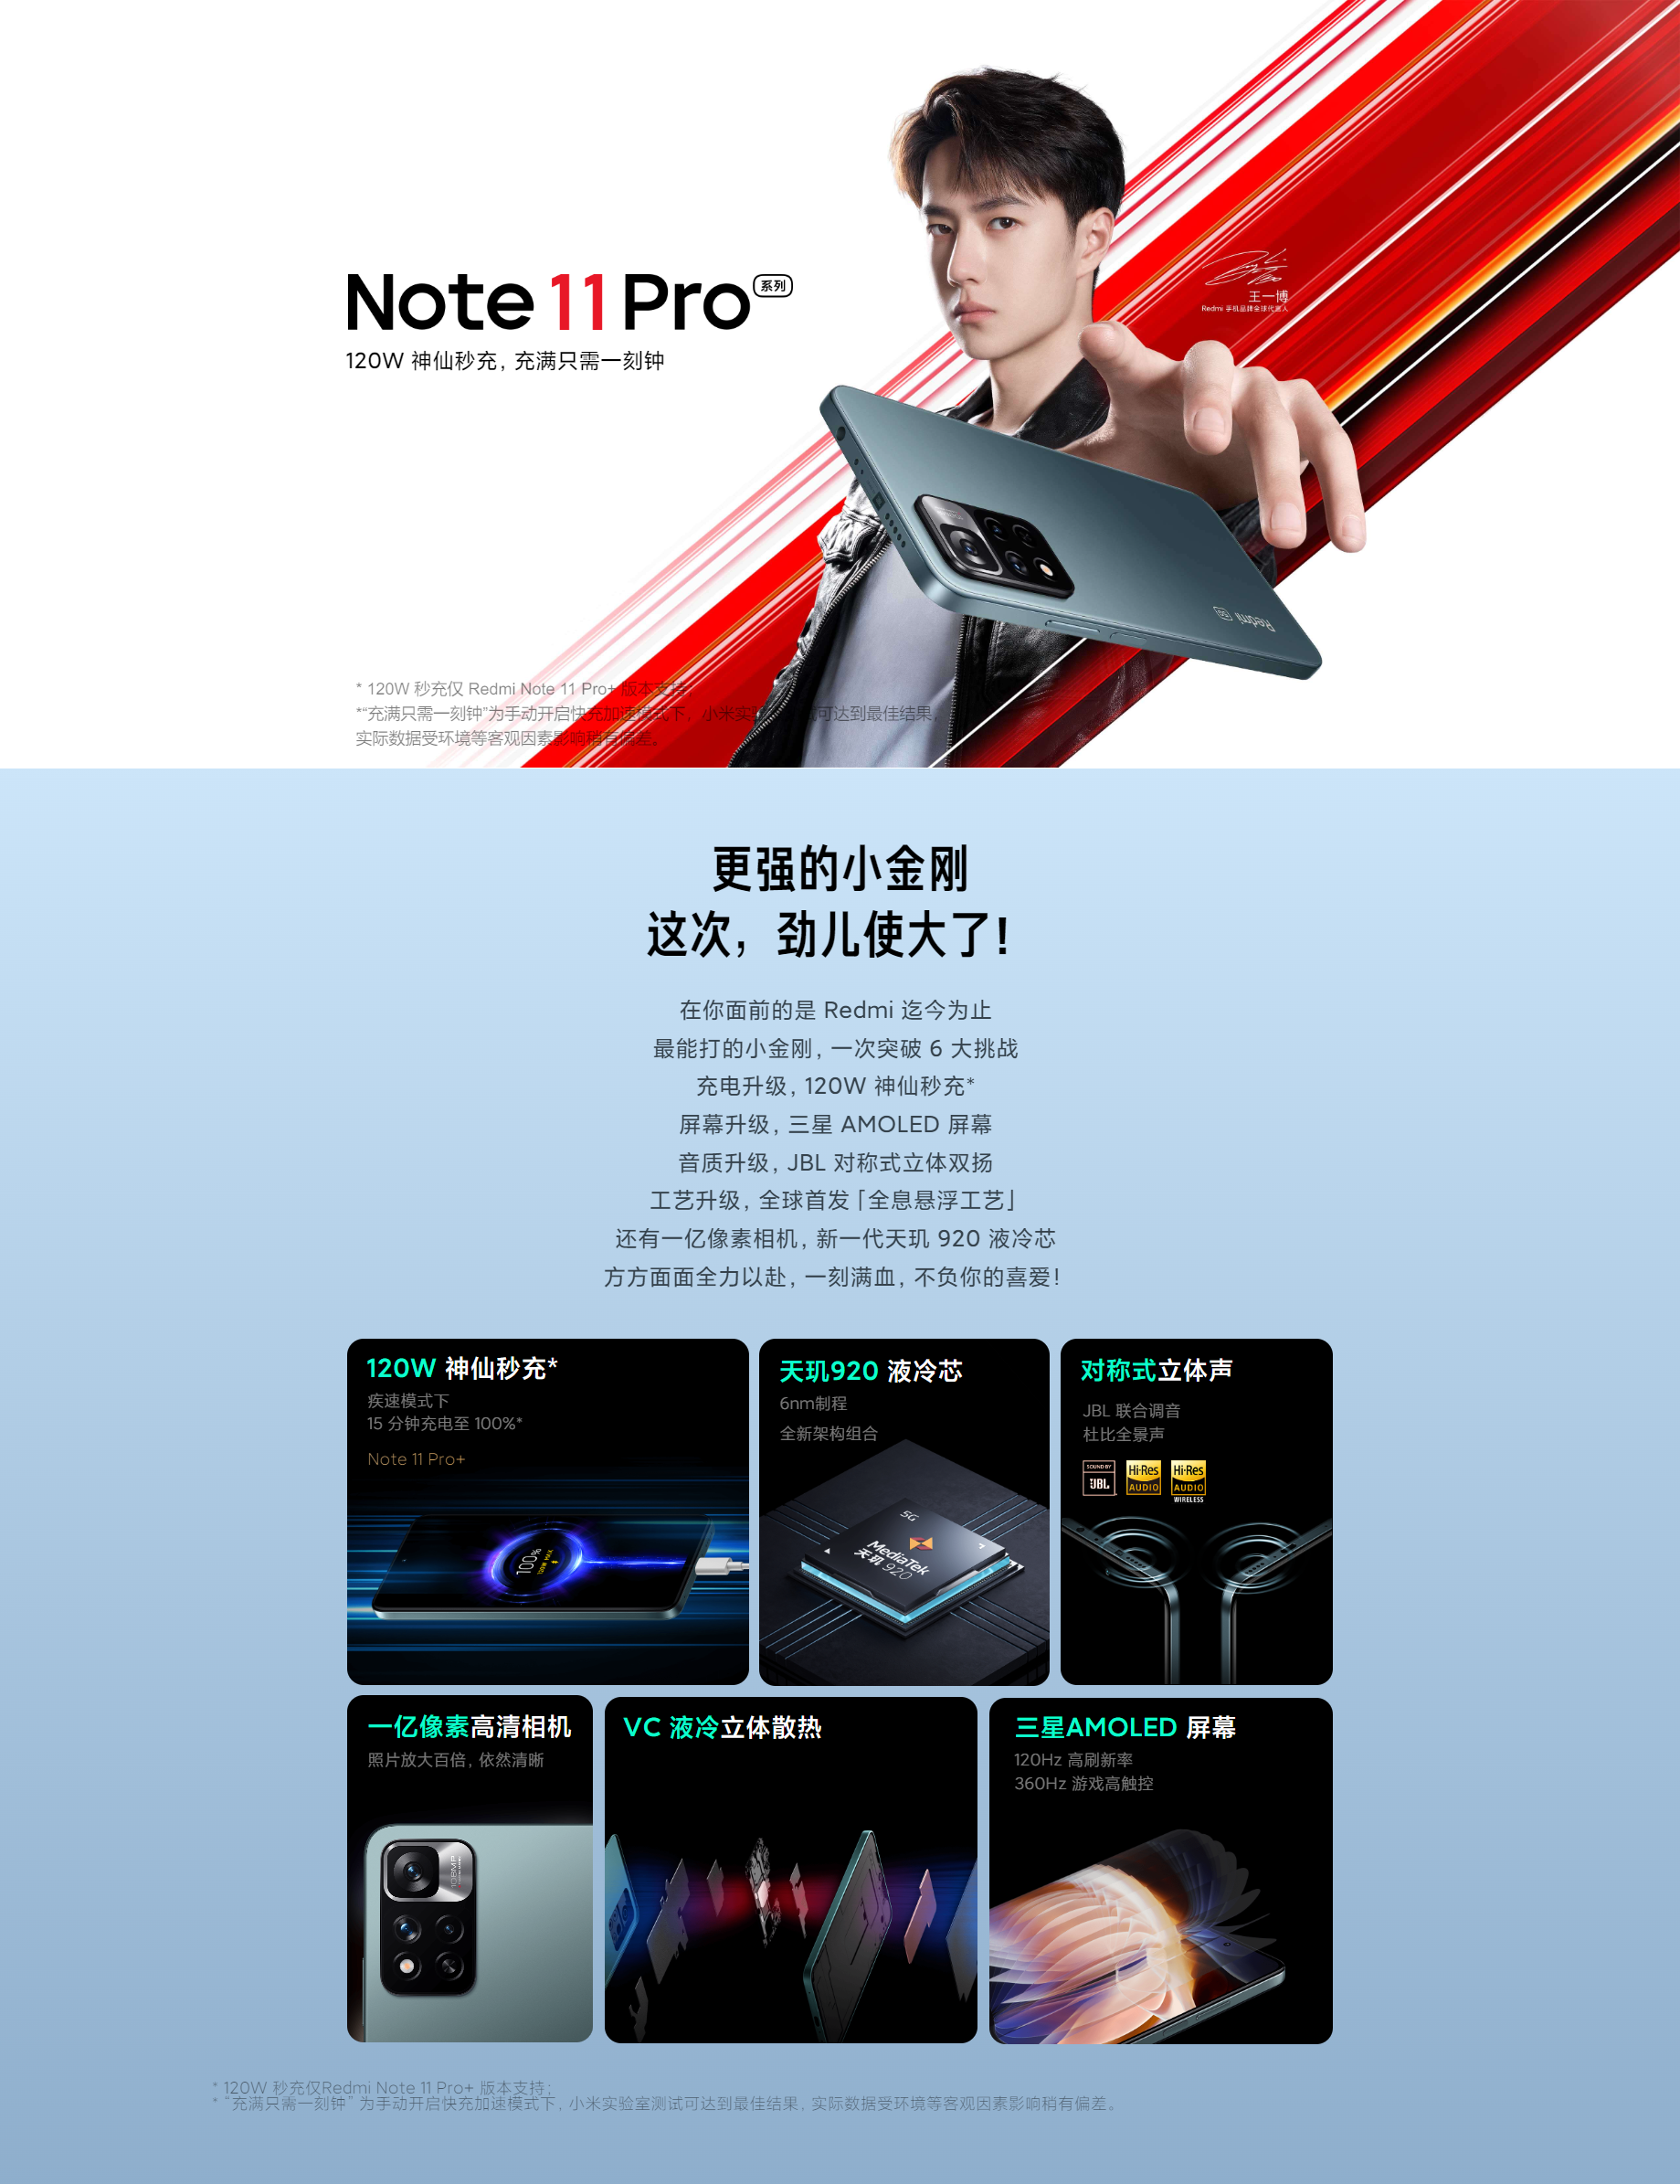 Note 11 Pro 系列
120W 神仙秒充，充满只需一刻钟
王一博
Redmi 手机品牌全球代言人
Redmi 5G
* 120W 秒充仅 Redmi Note 11 Pro+ 版本支持；
*“充满只需一刻钟”为手动开启快充加速模式下，小米实验室测试可达到最佳结果，
实际数据受环境等客观因素影响稍有偏差。
更强的小金刚
这次，劲儿使大了！
在你面前的是 Redmi 迄今为止
最能打的小金刚，一次突破 6 大挑战
充电升级，120W 神仙秒充*
屏幕升级，三星 AMOLED 屏幕
音质升级，JBL 对称式立体双扬
工艺升级，全球首发「全息悬浮工艺」
还有一亿像素相机，新一代天玑 920 液冷芯
方方面面全力以赴，一刻满血，不负你的喜爱！
120W 神仙秒充*
疾速模式下
15 分钟充电至 100%*
Note 11 Pro+
100%
120W MAX
天玑920 液冷芯
6nm制程
全新架构组合
5G
MediaTek
天玑 920
对称式立体声
JBL 联合调音
杜比全景声
SOUND BY
JBL
Hi-Res
AUDIO
Hi-Res
AUDIO
WIRELESS
一亿像素高清相机
照片放大百倍，依然清晰
108MP
VC 液冷立体散热
三星AMOLED 屏幕
120Hz 高刷新率
360Hz 游戏高触控
* 120W 秒充仅Redmi Note 11 Pro+ 版本支持；
* “充满只需一刻钟” 为手动开启快充加速模式下，小米实验室测试可达到最佳结果，实际数据受环境等客观因素影响稍有偏差。